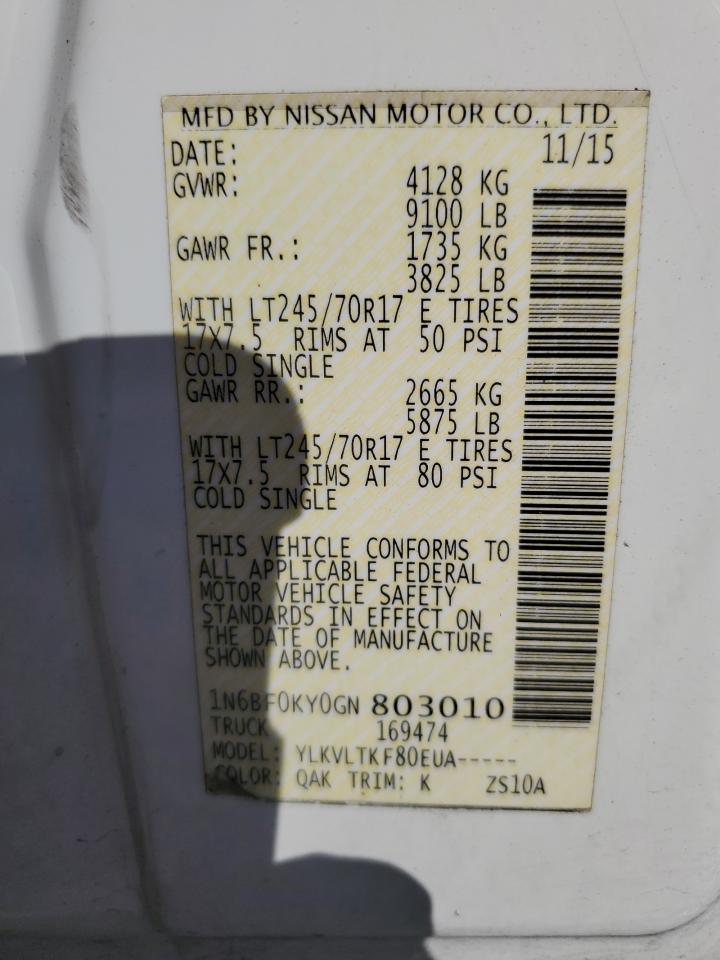 MFD BY NISSAN MOTOR CO., LTD.
DATE: 11/15
GVWR: 4128 KG
9100 LB
GAWR FR.: 1735 KG
3825 LB
WITH LT245/70R17 E TIRES
17X7.5 RIMS AT 50 PSI
COLD SINGLE
GAWR RR.: 2665 KG
5875 LB
WITH LT245/70R17 E TIRES
17X7.5 RIMS AT 80 PSI
COLD SINGLE
THIS VEHICLE CONFORMS TO
ALL APPLICABLE FEDERAL
MOTOR VEHICLE SAFETY
STANDARDS IN EFFECT ON
THE DATE OF MANUFACTURE
SHOWN ABOVE.
1N6BF0KY0GN 803010
TRUCK 169474
MODEL: YLKVLTKF80EUA-----
COLOR: QAK TRIM: K ZS10A